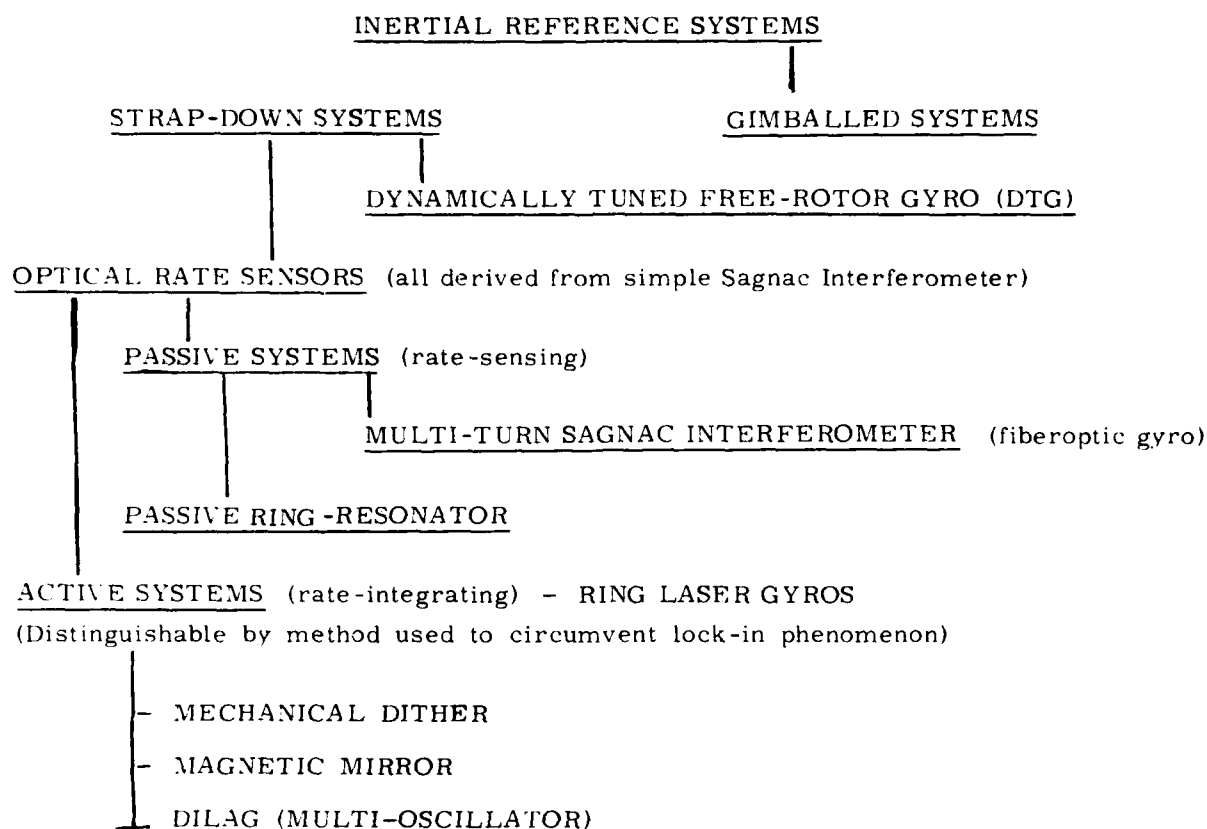 INERTIAL REFERENCE SYSTEMS
STRAP-DOWN SYSTEMS
GIMBALLED SYSTEMS
DYNAMICALLY TUNED FREE-ROTOR GYRO (DTG)
OPTICAL RATE SENSORS (all derived from simple Sagnac Interferometer)
PASSIVE SYSTEMS (rate-sensing)
MULTI-TURN SAGNAC INTERFEROMETER (fiberoptic gyro)
PASSIVE RING-RESONATOR
ACTIVE SYSTEMS (rate-integrating) - RING LASER GYROS
(Distinguishable by method used to circumvent lock-in phenomenon)
- MECHANICAL DITHER
- MAGNETIC MIRROR
DILAG (MULTI-OSCILLATOR)